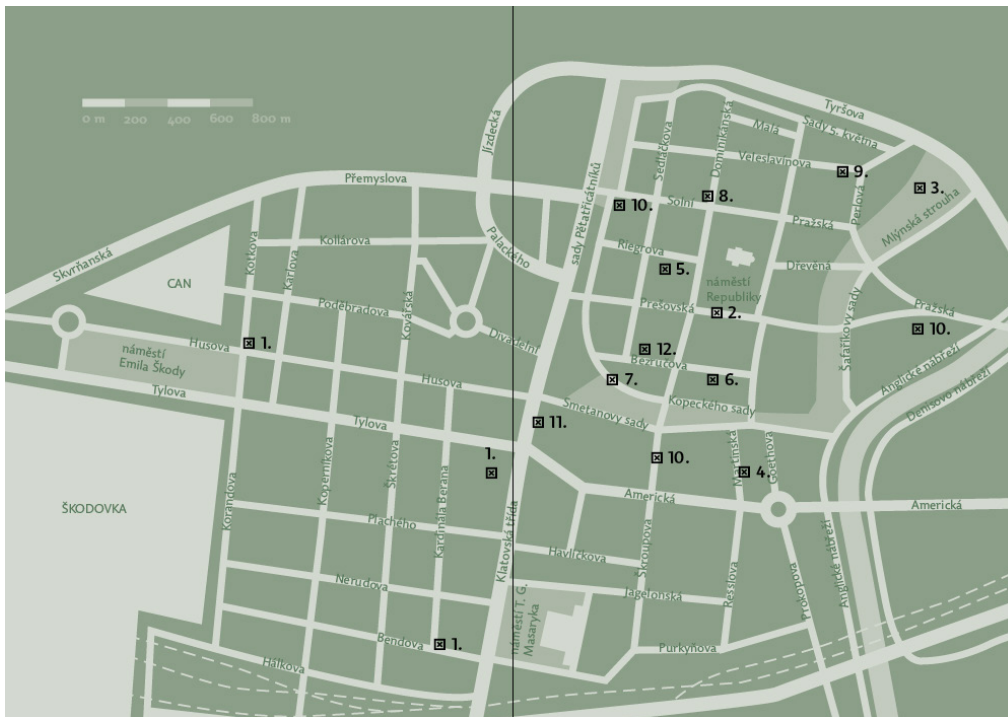 0 m 200 400 600 800 m
Skvrňanská
Přemyslova
Jízdecká
Tyršova
Sady 5. května
Malá
Veleslavínova
Sedláčkova
Dominikánská
sady Pětatřicátníků
Solní
8.
9.
3.
10.
Perlová
Pražská
Mlýnská strouha
Kotkova
Karlova
Kollárova
Palackého
Riegrova
5.
Dřevěná
CAN
Poděbradova
Kovářská
náměstí
Republiky
Prešovská
2.
Šafaříkovy sady
Pražská
10.
Divadelní
Husova
1.
náměstí
Emila Škody
12.
Bezručova
Anglické nábřeží
Denisovo nábřeží
Tylova
Husova
7.
6.
Kopeckého sady
Smetanovy sady
Tylova
11.
1.
10.
Martinská
Goethova
4.
ŠKODOVKA
Korandova
Koperníkova
Škrétova
Kardinála Berana
Klatovská třída
Americká
Americká
Plachého
Havlíčkova
Škroupova
Anglické nábřeží
Nerudova
Jagellonská
Resslova
Prokopova
náměstí T. G.
Masaryka
Bendova
1.
Purkyňova
Hálkova